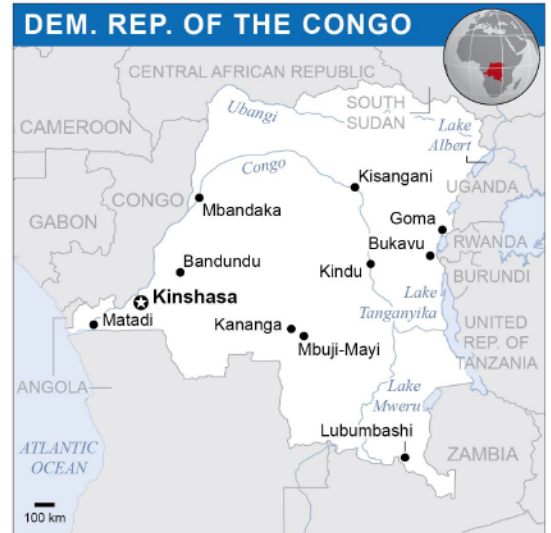 DEM. REP. OF THE CONGO
CENTRAL AFRICAN REPUBLIC
SOUTH
SUDAN
Ubangi
CAMEROON
Lake
Albert
Congo
Kisangani
UGANDA
CONGO
Mbandaka
GABON
Goma
Bukavu
RWANDA
Bandundu
Kindu
BURUNDI
Kinshasa
Lake
Tanganyika
Matadi
Kananga
Mbuji-Mayi
UNITED
REP. OF
TANZANIA
ANGOLA
Lake
Mweru
Lubumbashi
ATLANTIC
OCEAN
ZAMBIA
100 km